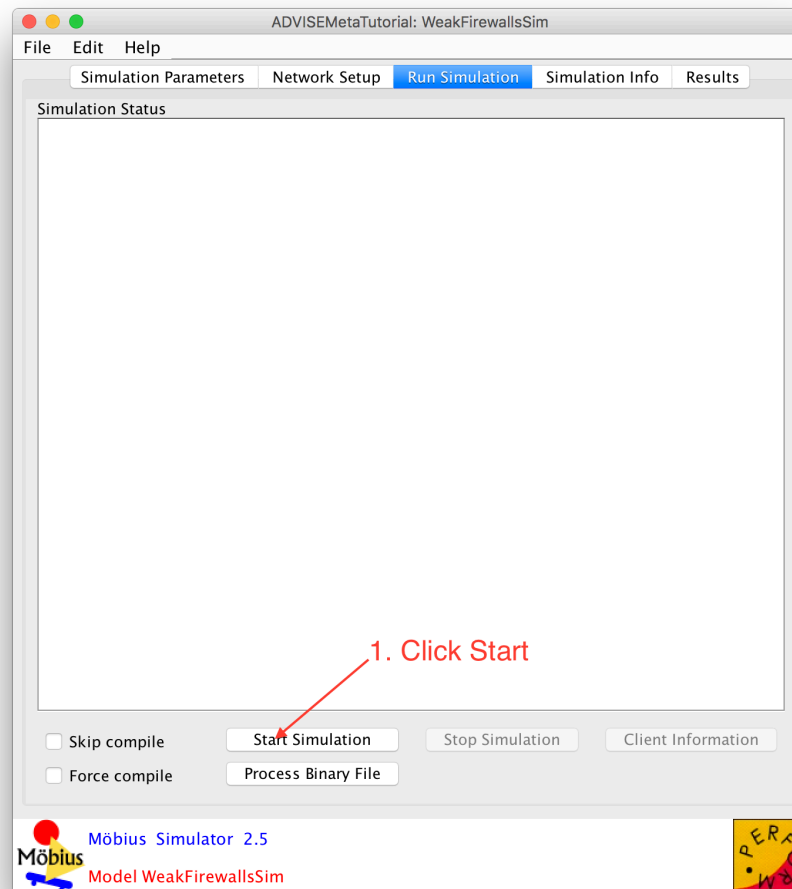 ADVISEMetaTutorial: WeakFirewallsSim
File Edit Help
Simulation Parameters Network Setup Run Simulation Simulation Info Results
Simulation Status
1. Click Start
Skip compile Start Simulation Stop Simulation Client Information
Force compile Process Binary File
Möbius Simulator 2.5
Möbius
Model WeakFirewallsSim